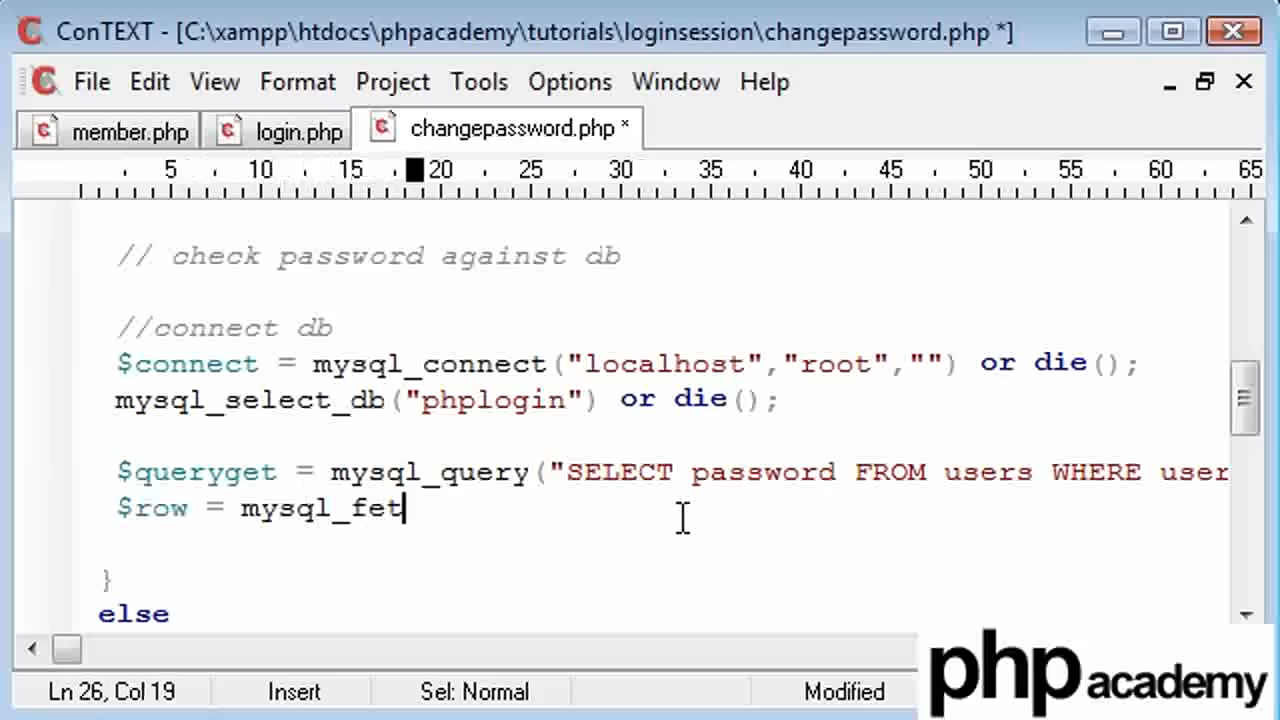 ConTEXT - [C:\xampp\htdocs\phpacademy\tutorials\loginsession\changepassword.php *]
File Edit View Format Project Tools Options Window Help
member.php login.php changepassword.php *
5 10 15 20 25 30 35 40 45 50 55 60 65
// check password against db
//connect db
$connect = mysql_connect("localhost","root","") or die();
mysql_select_db("phplogin") or die();
$queryget = mysql_query("SELECT password FROM users WHERE user
$row = mysql_fet
}
else
Ln 26, Col 19 Insert Sel: Normal Modified
php academy